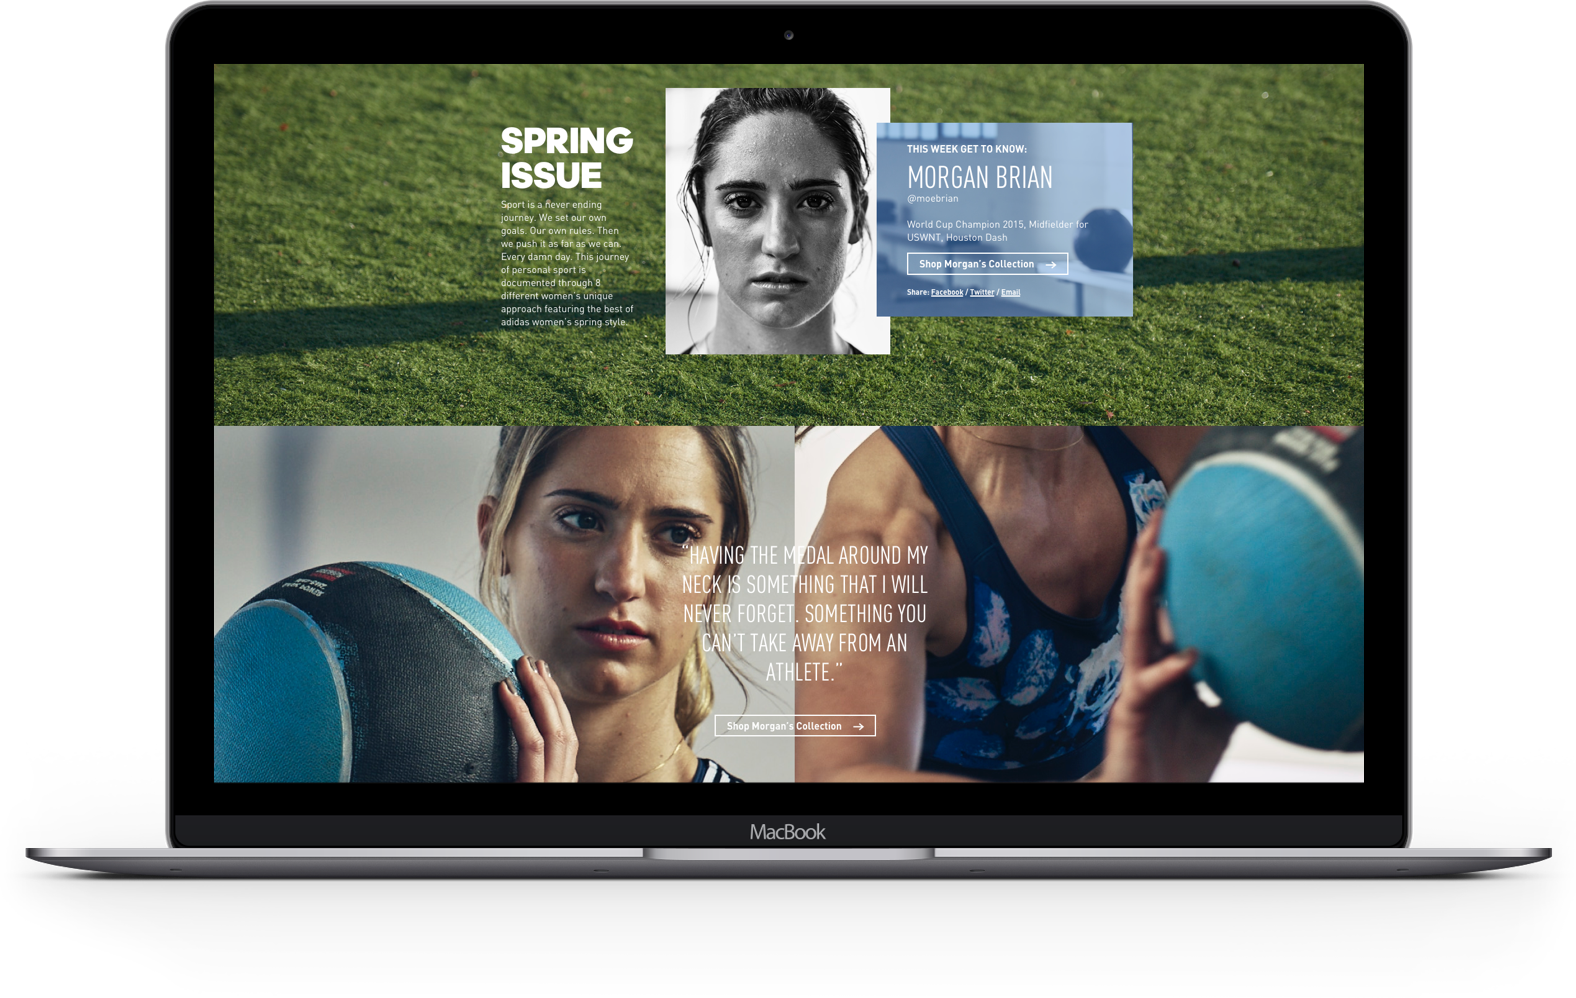 SPRING
ISSUE
Sport is a never ending
journey. We set our own
goals. Our own rules. Then
we push it as far as we can.
Every damn day. This journey
of personal sport is
documented through 8
different women's unique
approach featuring the best of
adidas women's spring style.
THIS WEEK GET TO KNOW:
MORGAN BRIAN
@moebrian
World Cup Champion 2015, Midfielder for
USWNT, Houston Dash
Shop Morgan's Collection →
Share: Facebook / Twitter / Email
“HAVING THE MEDAL AROUND MY
NECK IS SOMETHING THAT I WILL
NEVER FORGET. SOMETHING YOU
CAN'T TAKE AWAY FROM AN
ATHLETE.”
Shop Morgan's Collection →
MacBook